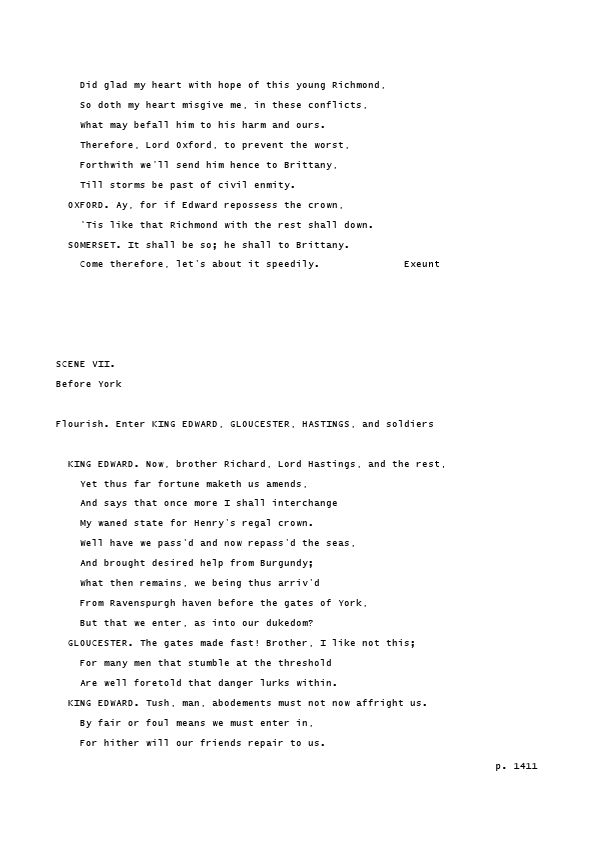 Did glad my heart with hope of this young Richmond,
So doth my heart misgive me, in these conflicts,
What may befall him to his harm and ours.
Therefore, Lord Oxford, to prevent the worst,
Forthwith we'll send him hence to Brittany,
Till storms be past of civil enmity.
OXFORD. Ay, for if Edward repossess the crown,
'Tis like that Richmond with the rest shall down.
SOMERSET. It shall be so; he shall to Brittany.
Come therefore, let's about it speedily. Exeunt
SCENE VII.
Before York
Flourish. Enter KING EDWARD, GLOUCESTER, HASTINGS, and soldiers
KING EDWARD. Now, brother Richard, Lord Hastings, and the rest,
Yet thus far fortune maketh us amends,
And says that once more I shall interchange
My waned state for Henry's regal crown.
Well have we pass'd and now repass'd the seas,
And brought desired help from Burgundy;
What then remains, we being thus arriv'd
From Ravenspurgh haven before the gates of York,
But that we enter, as into our dukedom?
GLOUCESTER. The gates made fast! Brother, I like not this;
For many men that stumble at the threshold
Are well foretold that danger lurks within.
KING EDWARD. Tush, man, abodements must not now affright us.
By fair or foul means we must enter in,
For hither will our friends repair to us.
p. 1411